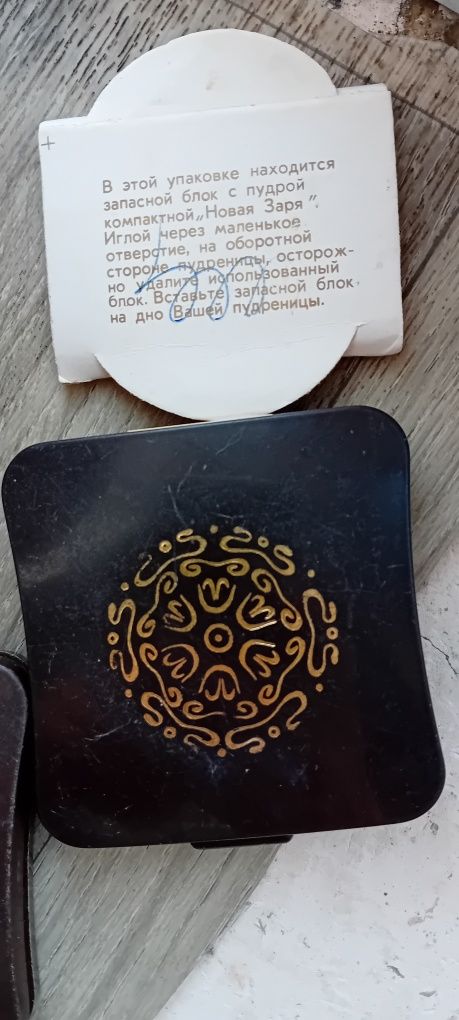 В этой упаковке находится
запасной блок с пудрой
компактной „Новая Заря".
Иглой через маленькое
отверстие, на оборотной
стороне пудреницы, осторож-
но удалите использованный
блок. Вставьте запасной блок
на дно Вашей пудреницы.